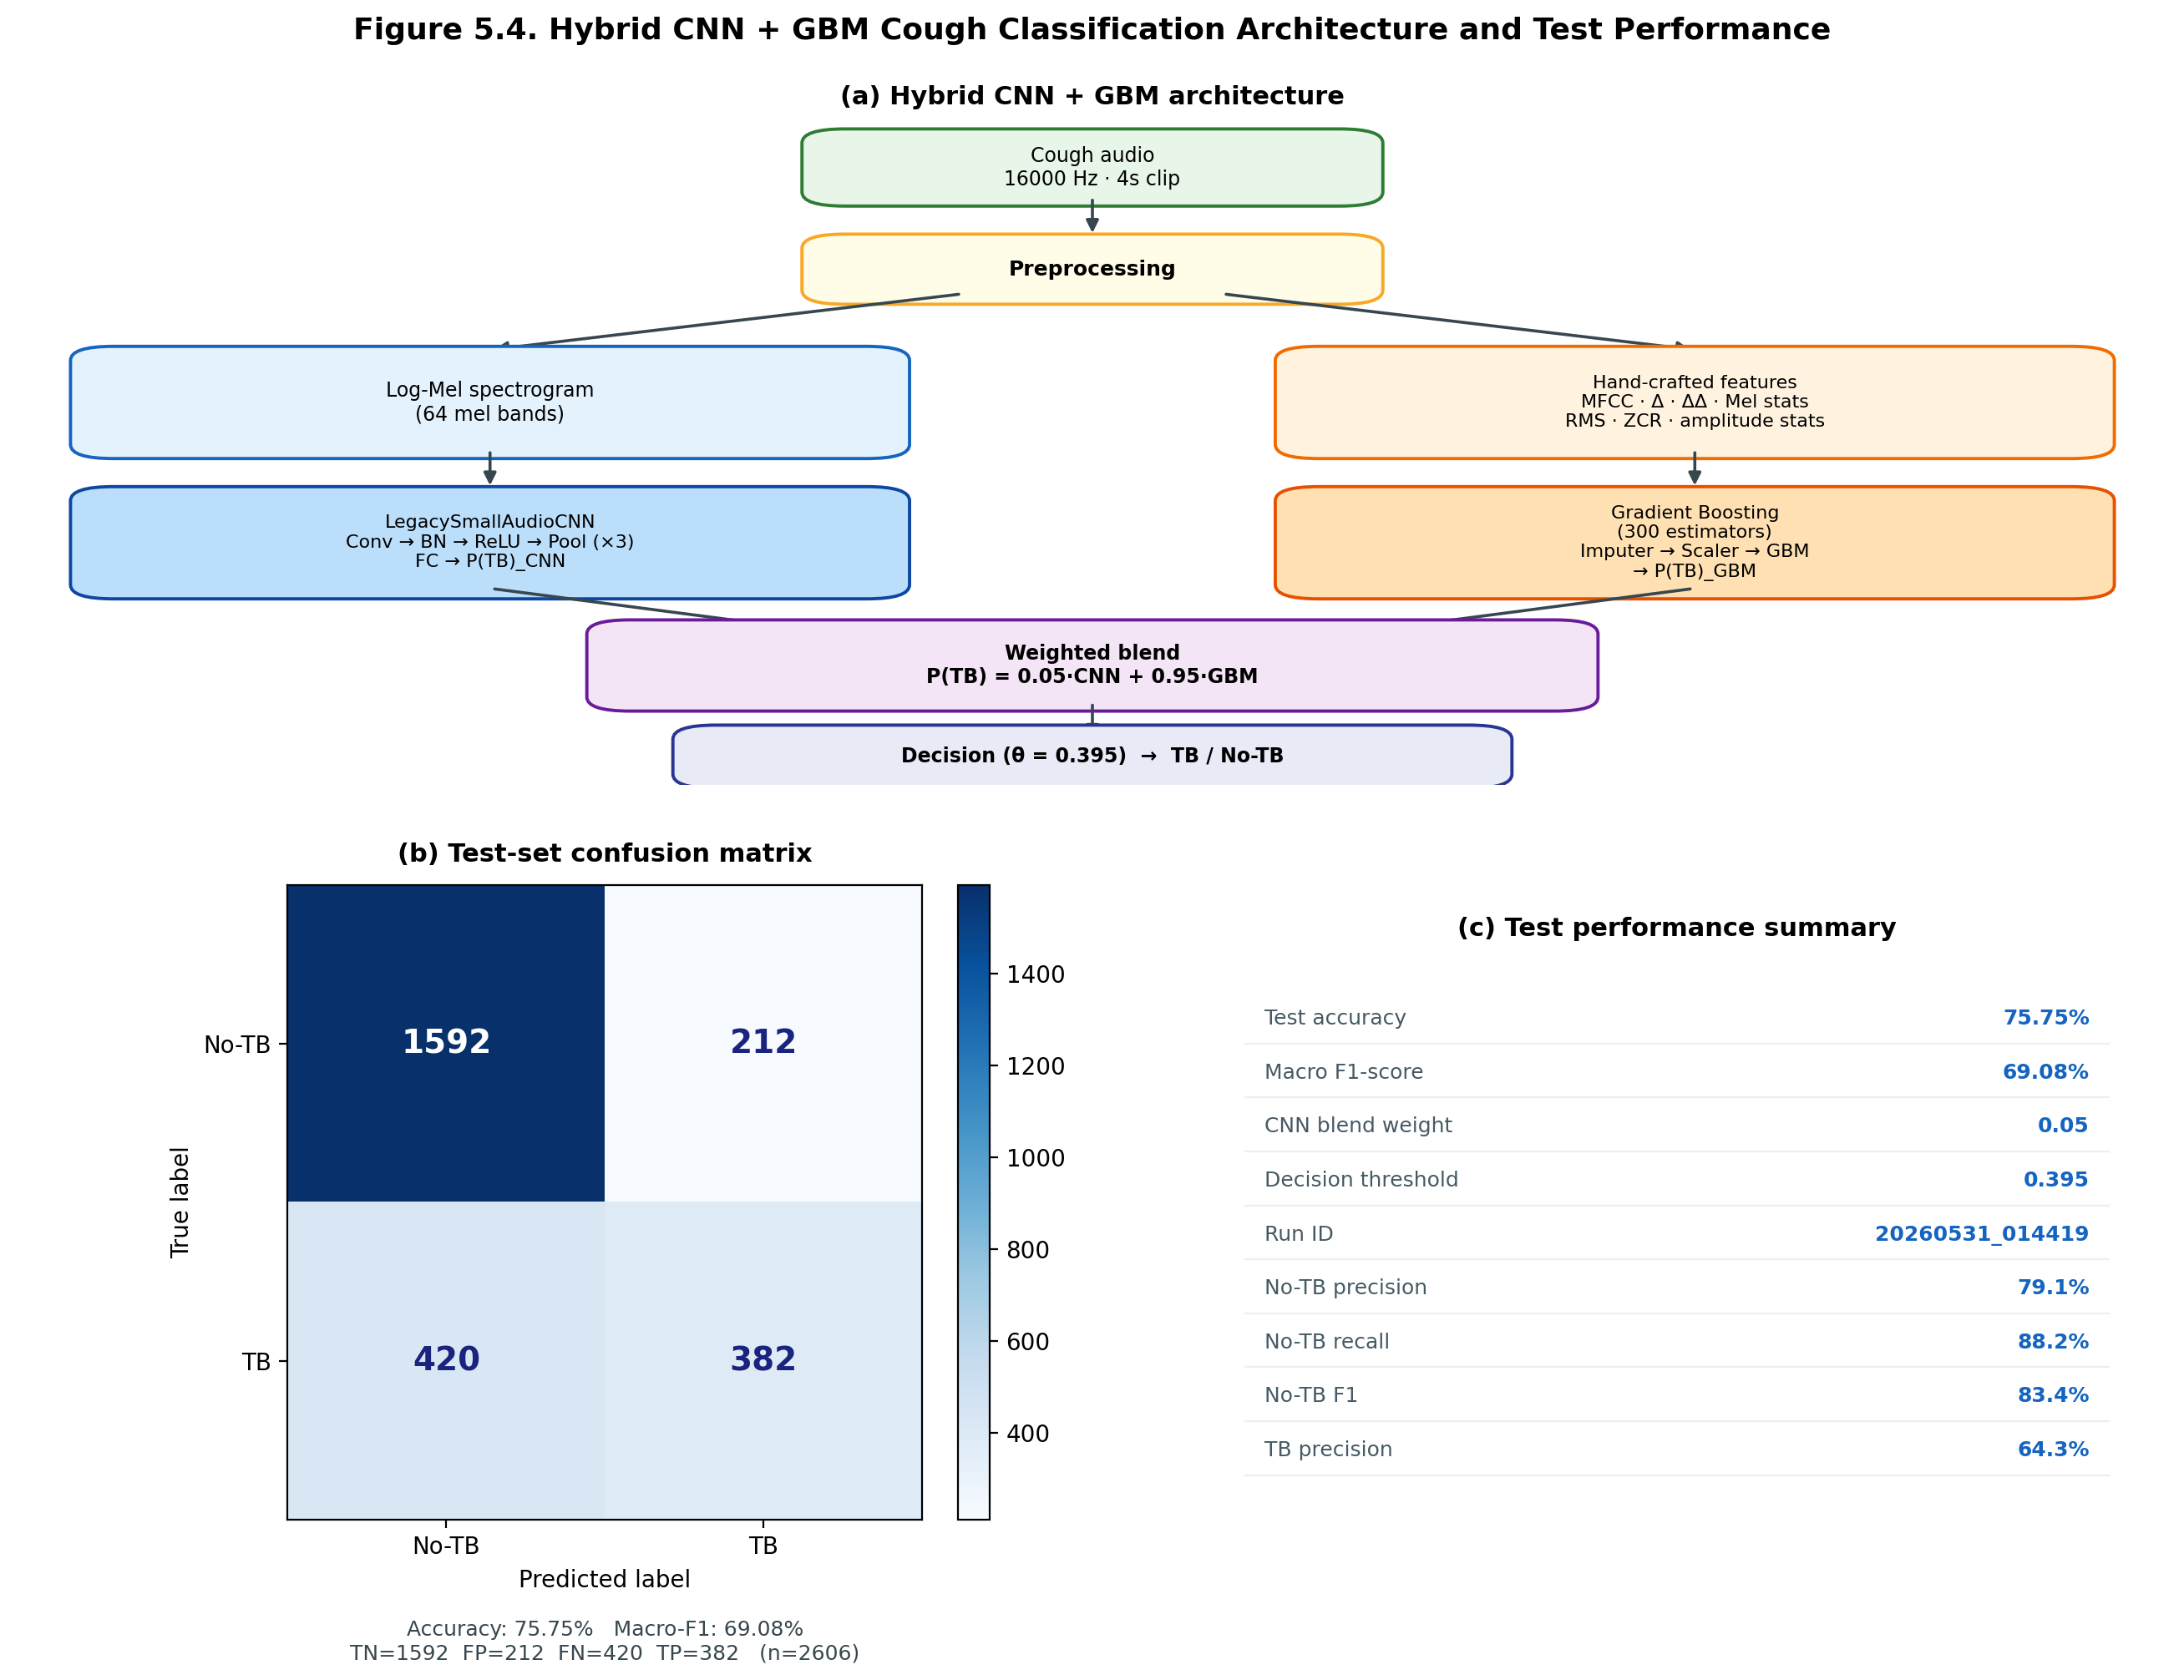 Figure 5.4. Hybrid CNN + GBM Cough Classification Architecture and Test Performance
(a) Hybrid CNN + GBM architecture
Cough audio
16000 Hz · 4s clip
Preprocessing
Log-Mel spectrogram
(64 mel bands)
Hand-crafted features
MFCC · Δ · ΔΔ · Mel stats
RMS · ZCR · amplitude stats
LegacySmallAudioCNN
Conv → BN → ReLU → Pool (×3)
FC → P(TB)_CNN
Gradient Boosting
(300 estimators)
Imputer → Scaler → GBM
→ P(TB)_GBM
Weighted blend
P(TB) = 0.05·CNN + 0.95·GBM
Decision (θ = 0.395) → TB / No-TB
(b) Test-set confusion matrix
True label
No-TB
TB
1592
212
420
382
No-TB
TB
Predicted label
1400
1200
1000
800
600
400
Accuracy: 75.75% Macro-F1: 69.08%
TN=1592 FP=212 FN=420 TP=382 (n=2606)
(c) Test performance summary
Test accuracy 75.75%
Macro F1-score 69.08%
CNN blend weight 0.05
Decision threshold 0.395
Run ID 20260531_014419
No-TB precision 79.1%
No-TB recall 88.2%
No-TB F1 83.4%
TB precision 64.3%